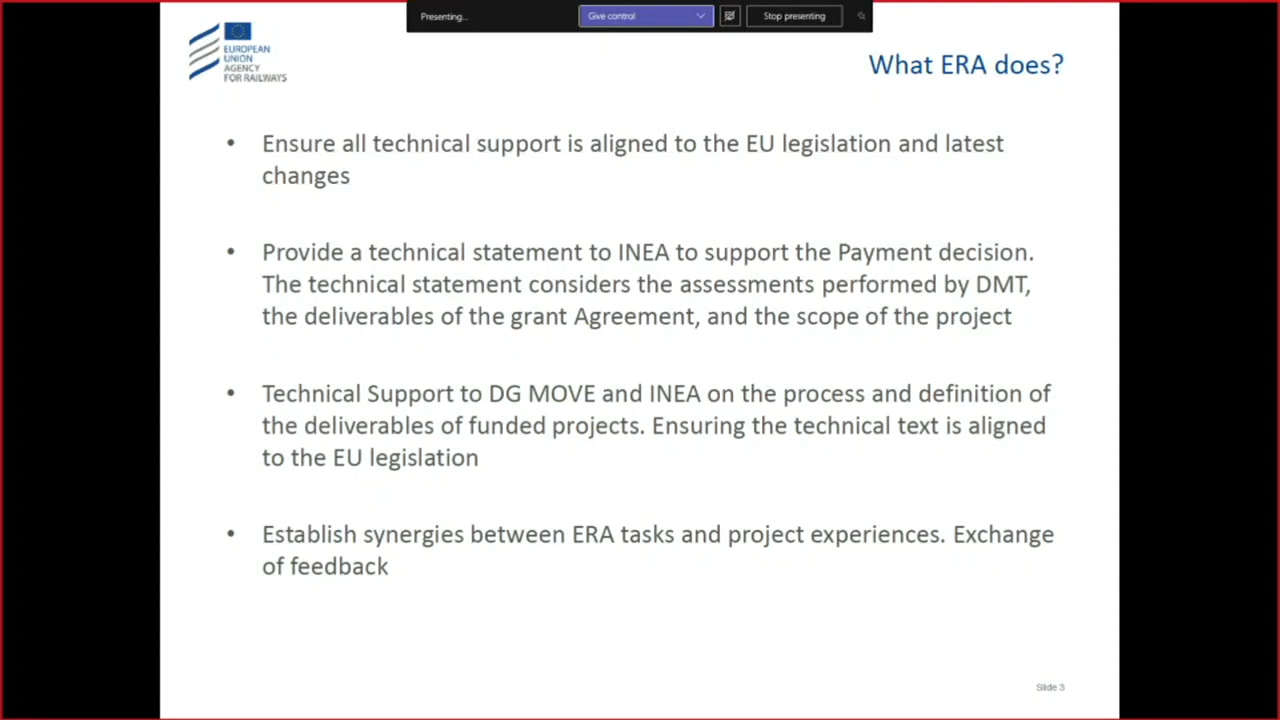 Presenting...
Give control
Stop presenting
EUROPEAN
UNION
AGENCY
FOR RAILWAYS
What ERA does?
• Ensure all technical support is aligned to the EU legislation and latest
changes
• Provide a technical statement to INEA to support the Payment decision.
The technical statement considers the assessments performed by DMT,
the deliverables of the grant Agreement, and the scope of the project
• Technical Support to DG MOVE and INEA on the process and definition of
the deliverables of funded projects. Ensuring the technical text is aligned
to the EU legislation
• Establish synergies between ERA tasks and project experiences. Exchange
of feedback
Slide 3